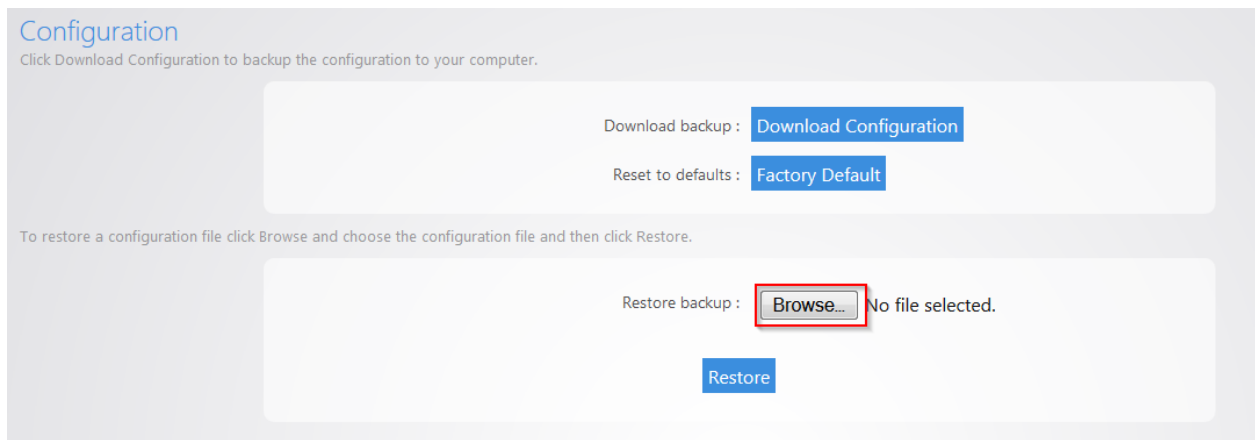 Configuration
Click Download Configuration to backup the configuration to your computer.
Download backup : Download Configuration
Reset to defaults : Factory Default
To restore a configuration file click Browse and choose the configuration file and then click Restore.
Restore backup : Browse... No file selected.
Restore